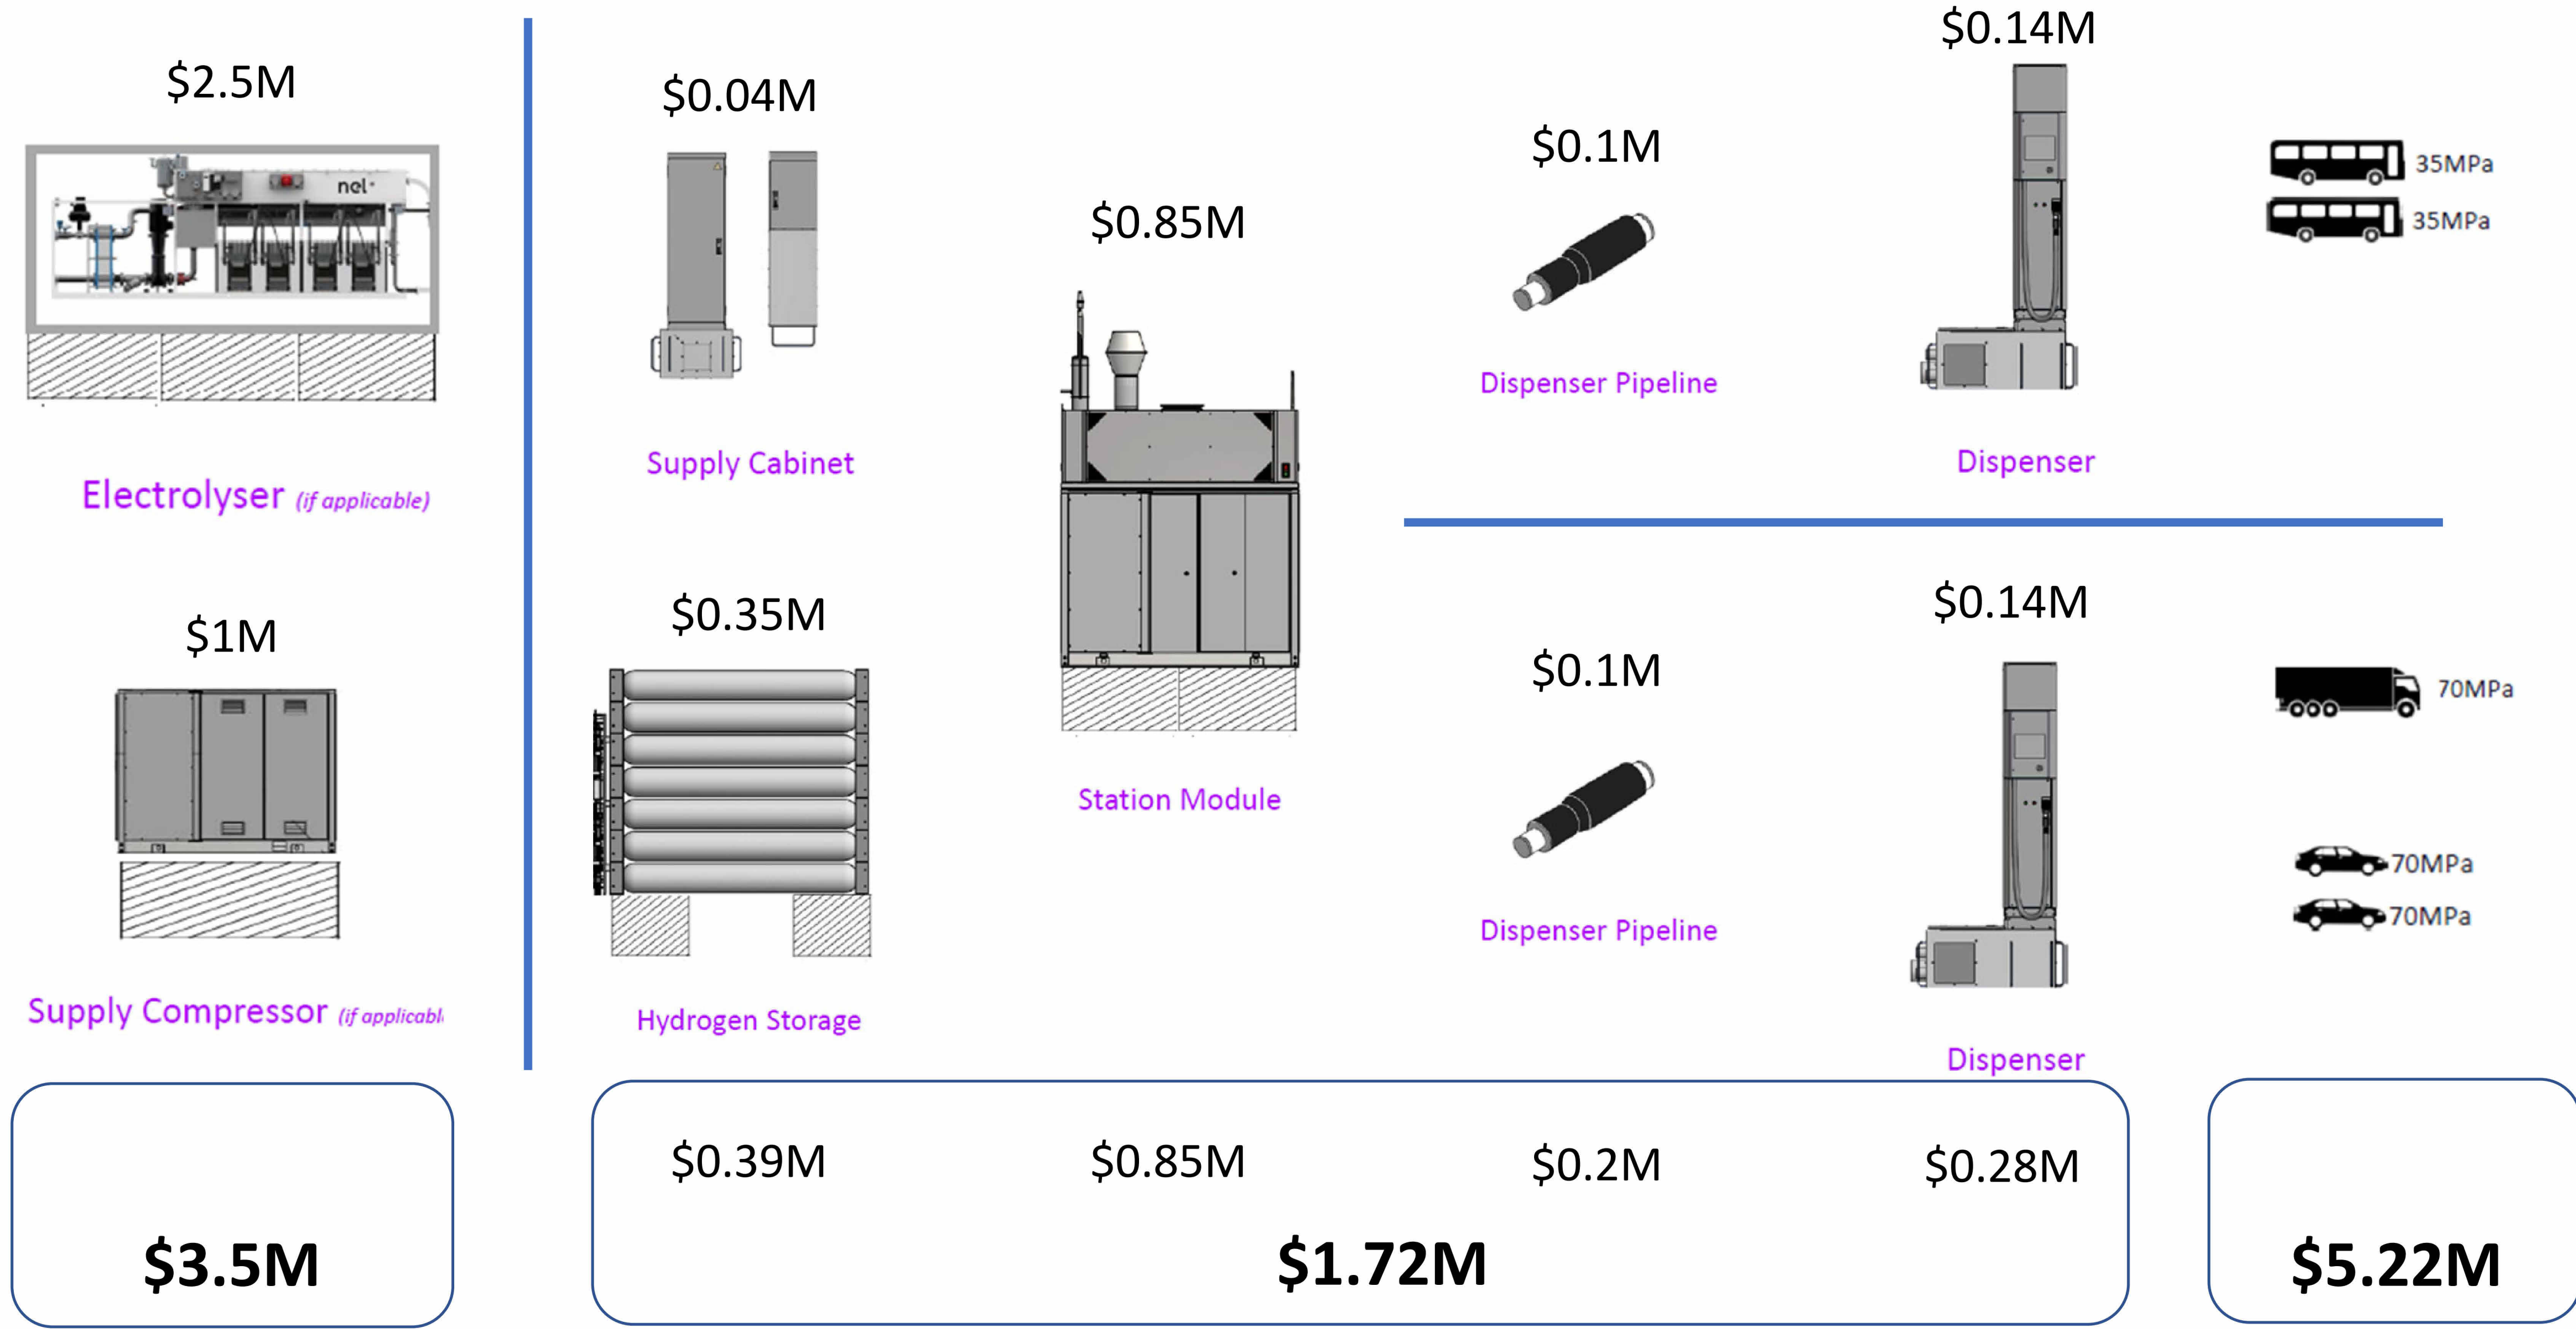 $2.5M
nel
Electrolyser (if applicable)
$1M
Supply Compressor (if applicabl
$0.04M
Supply Cabinet
$0.35M
Hydrogen Storage
$0.85M
Station Module
$0.1M
Dispenser Pipeline
$0.14M
Dispenser
35MPa
35MPa
$0.1M
Dispenser Pipeline
$0.14M
Dispenser
70MPa
70MPa
70MPa
$3.5M
$0.39M $0.85M $0.2M $0.28M
$1.72M
$5.22M